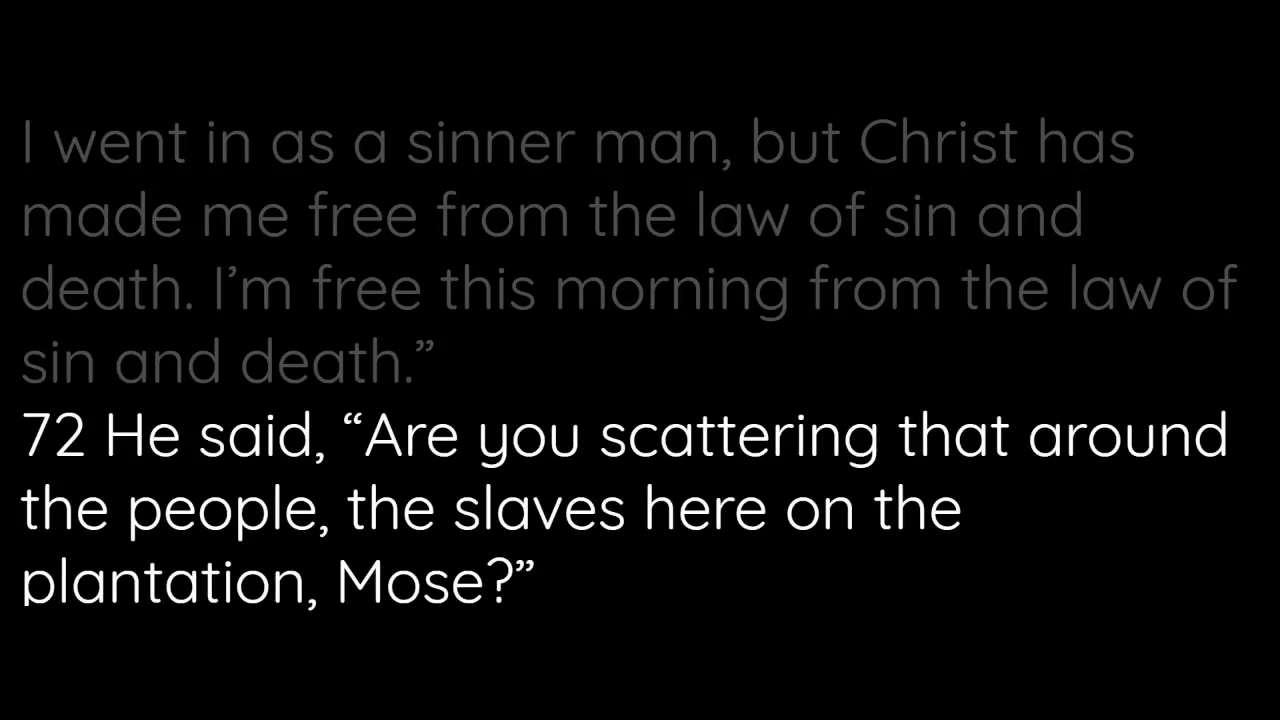 I went in as a sinner man, but Christ has
made me free from the law of sin and
death. I’m free this morning from the law of
sin and death.”
72 He said, “Are you scattering that around
the people, the slaves here on the
plantation, Mose?”